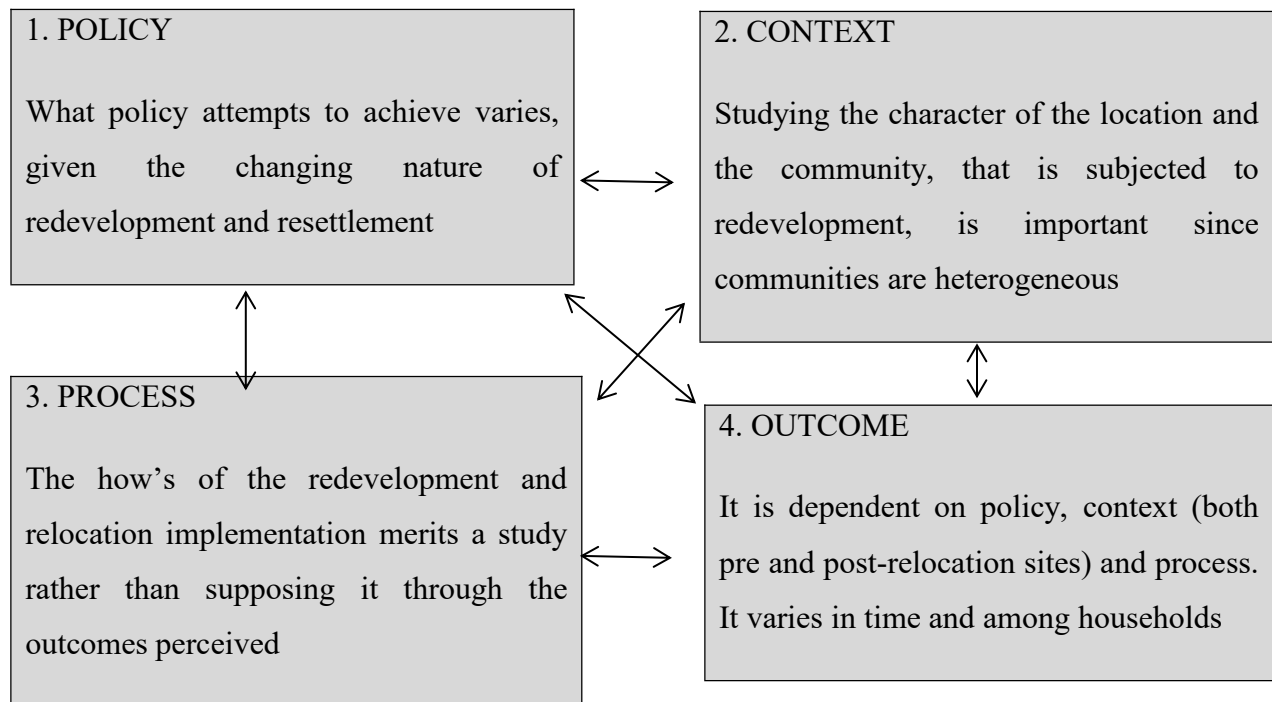 1. POLICY
What policy attempts to achieve varies,
given the changing nature of
redevelopment and resettlement
2. CONTEXT
Studying the character of the location and
the community, that is subjected to
redevelopment, is important since
communities are heterogeneous
3. PROCESS
The how’s of the redevelopment and
relocation implementation merits a study
rather than supposing it through the
outcomes perceived
4. OUTCOME
It is dependent on policy, context (both
pre and post-relocation sites) and process.
It varies in time and among households